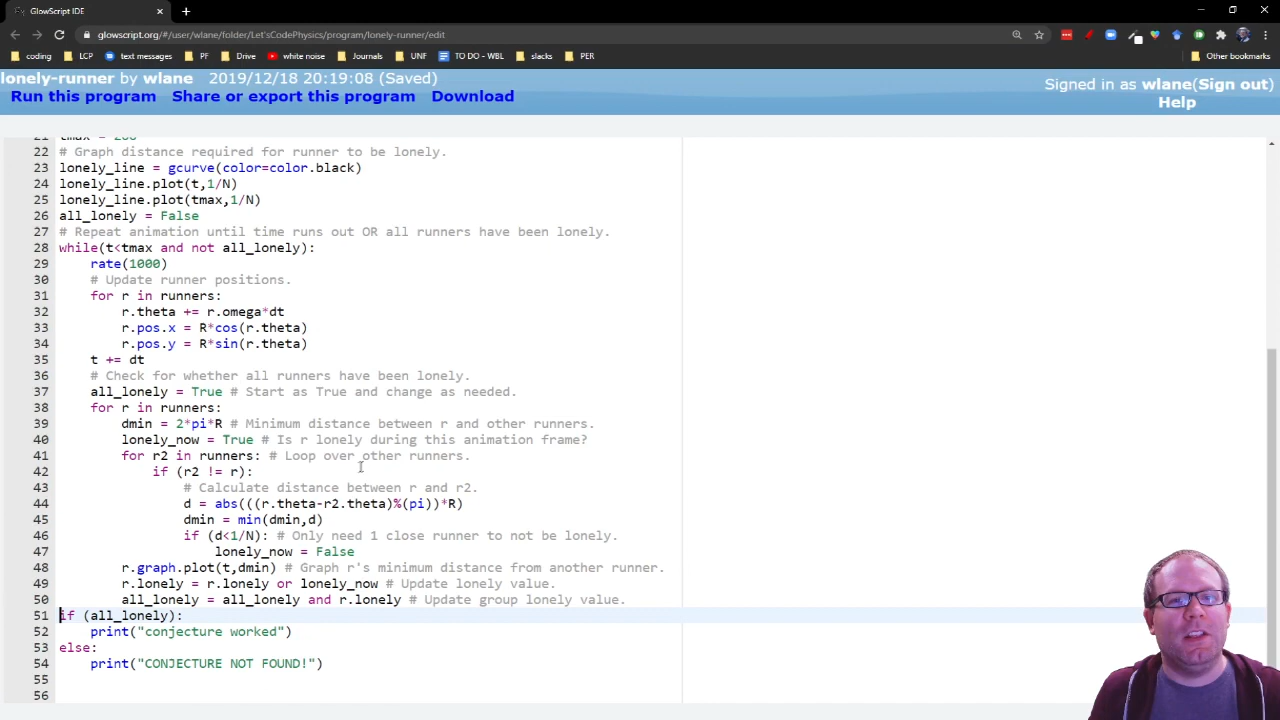 GlowScript IDE
glowscript.org/#/user/wlane/folder/Let'sCodePhysics/program/lonely-runner/edit
coding
LCP
text messages
PF
Drive
white noise
Journals
UNF
TO DO - WBL
slacks
PER
Other bookmarks
lonely-runner by wlane 2019/12/18 20:19:08 (Saved)
Signed in as wlane(Sign out)
Run this program Share or export this program Download
Help
22 # Graph distance required for runner to be lonely.
23 lonely_line = gcurve(color=color.black)
24 lonely_line.plot(t,1/N)
25 lonely_line.plot(tmax,1/N)
26 all_lonely = False
27 # Repeat animation until time runs out OR all runners have been lonely.
28 while(t<tmax and not all_lonely):
29     rate(1000)
30     # Update runner positions.
31     for r in runners:
32         r.theta += r.omega*dt
33         r.pos.x = R*cos(r.theta)
34         r.pos.y = R*sin(r.theta)
35     t += dt
36     # Check for whether all runners have been lonely.
37     all_lonely = True # Start as True and change as needed.
38     for r in runners:
39         dmin = 2*pi*R # Minimum distance between r and other runners.
40         lonely_now = True # Is r lonely during this animation frame?
41         for r2 in runners: # Loop over other runners.
42             if (r2 != r):
43                 # Calculate distance between r and r2.
44                 d = abs(((r.theta-r2.theta)%(pi))*R)
45                 dmin = min(dmin,d)
46                 if (d<1/N): # Only need 1 close runner to not be lonely.
47                     lonely_now = False
48         r.graph.plot(t,dmin) # Graph r's minimum distance from another runner.
49         r.lonely = r.lonely or lonely_now # Update lonely value.
50         all_lonely = all_lonely and r.lonely # Update group lonely value.
51 if (all_lonely):
52     print("conjecture worked")
53 else:
54     print("CONJECTURE NOT FOUND!")
55
56